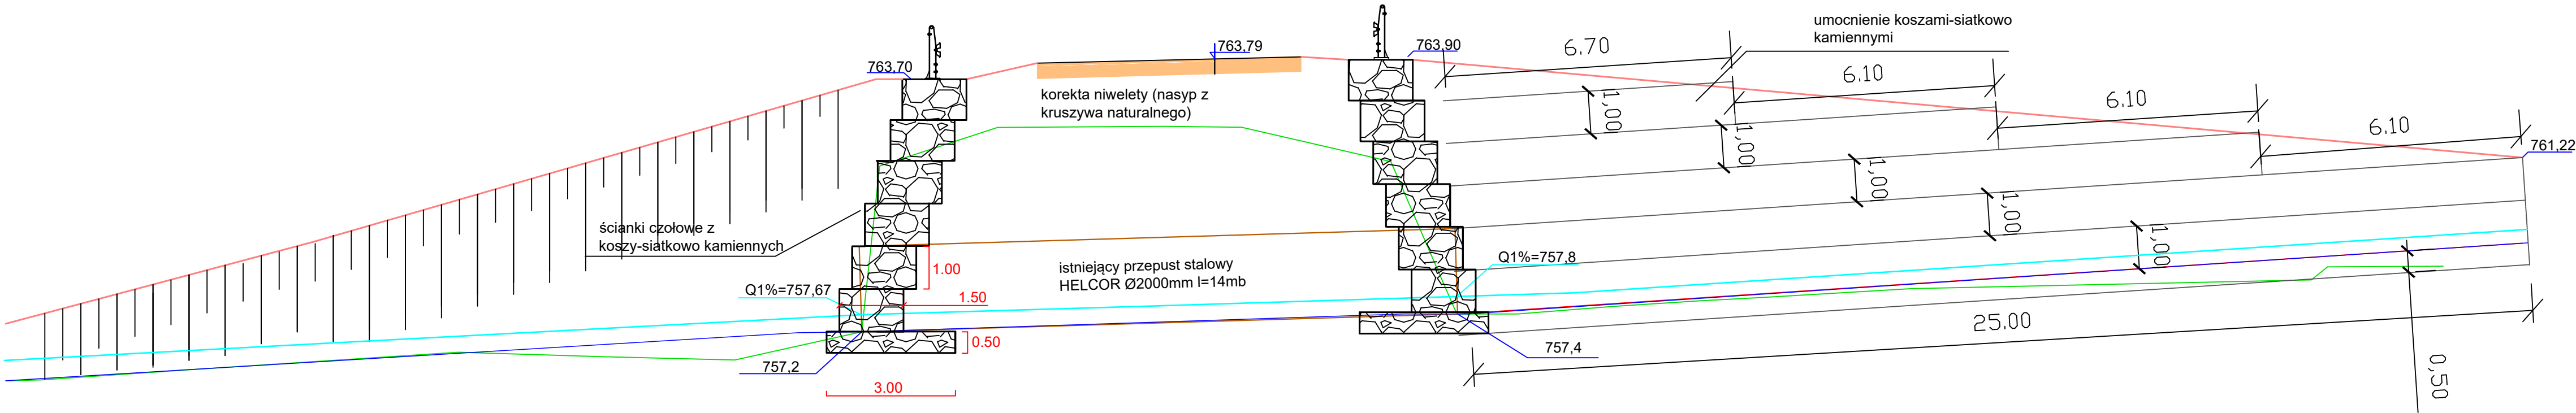 umocnienie koszami-siatkowo
kamiennymi
763,70
763,79
763,90
6.70
6.10
6.10
6.10
761,22
korekta niwelety (nasyp z
kruszywa naturalnego)
1,00
1,00
1,00
1,00
1,00
ścianki czołowe z
koszy-siatkowo kamiennych
istniejący przepust stalowy
HELCOR Ø2000mm l=14mb
1.00
1.50
Q1%=757,67
Q1%=757,8
0.50
757,2
757,4
25.00
3.00
0,50